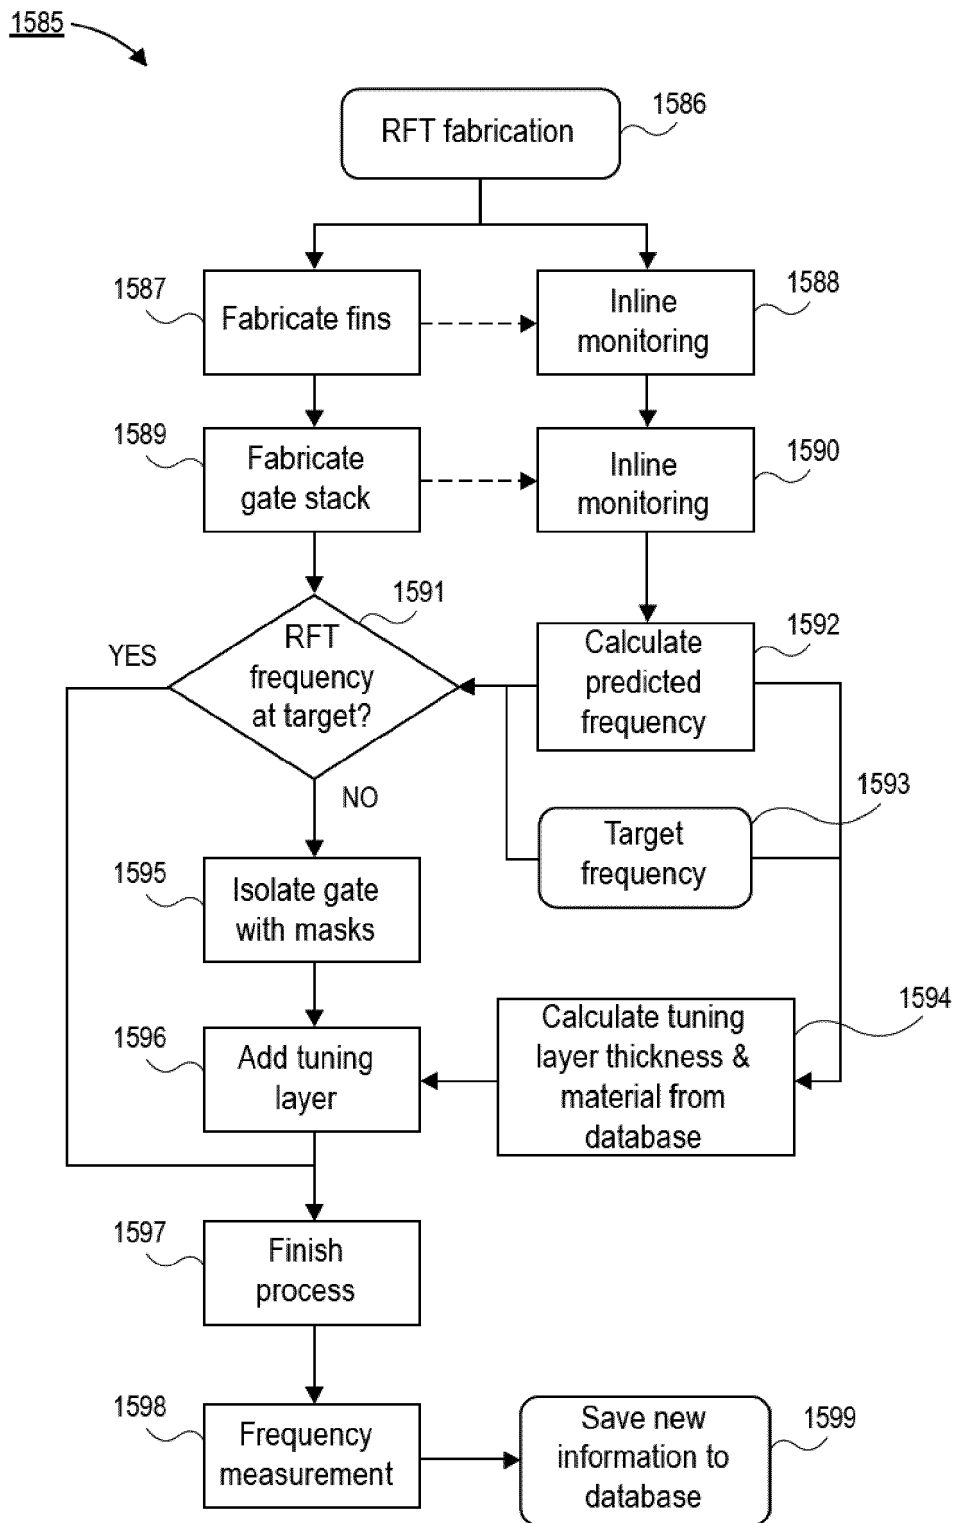 1585
RFT fabrication
1586
1587
Fabricate fins
Inline
monitoring
1588
1589
Fabricate
gate stack
Inline
monitoring
1590
1591
YES
RFT
frequency
at target?
NO
Calculate
predicted
frequency
1592
1593
Target
frequency
1595
Isolate gate
with masks
1594
Calculate tuning
layer thickness &
material from
database
1596
Add tuning
layer
1597
Finish
process
1598
Frequency
measurement
Save new
information to
database
1599